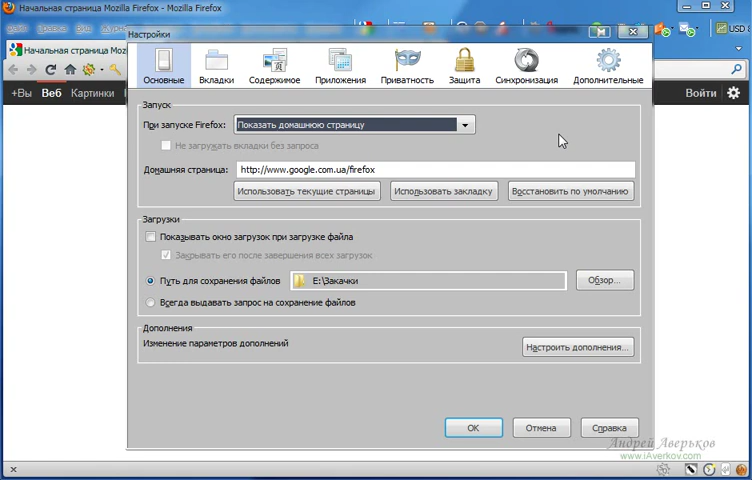 Начальная страница Mozilla Firefox - Mozilla Firefox
USD &
Настройки
Начальная страница Moz
Основные Вкладки Содержимое Приложения Приватность Защита Синхронизация Дополнительные
+Вы Веб Картинки
Войти
Запуск
При запуске Firefox: Показать домашнюю страницу
Не загружать вкладки без запроса
Домашняя страница: http://www.google.com.ua/firefox
Использовать текущие страницы Использовать закладку Восстановить по умолчанию
Загрузки
Показывать окно загрузок при загрузке файла
Закрывать его после завершения всех загрузок
Путь для сохранения файлов E:\Закачки Обзор...
Всегда выдавать запрос на сохранение файлов
Дополнения
Изменение параметров дополнений Настроить дополнения...
OK Отмена Справка
Андрей Аверьков
www.iAverkov.com